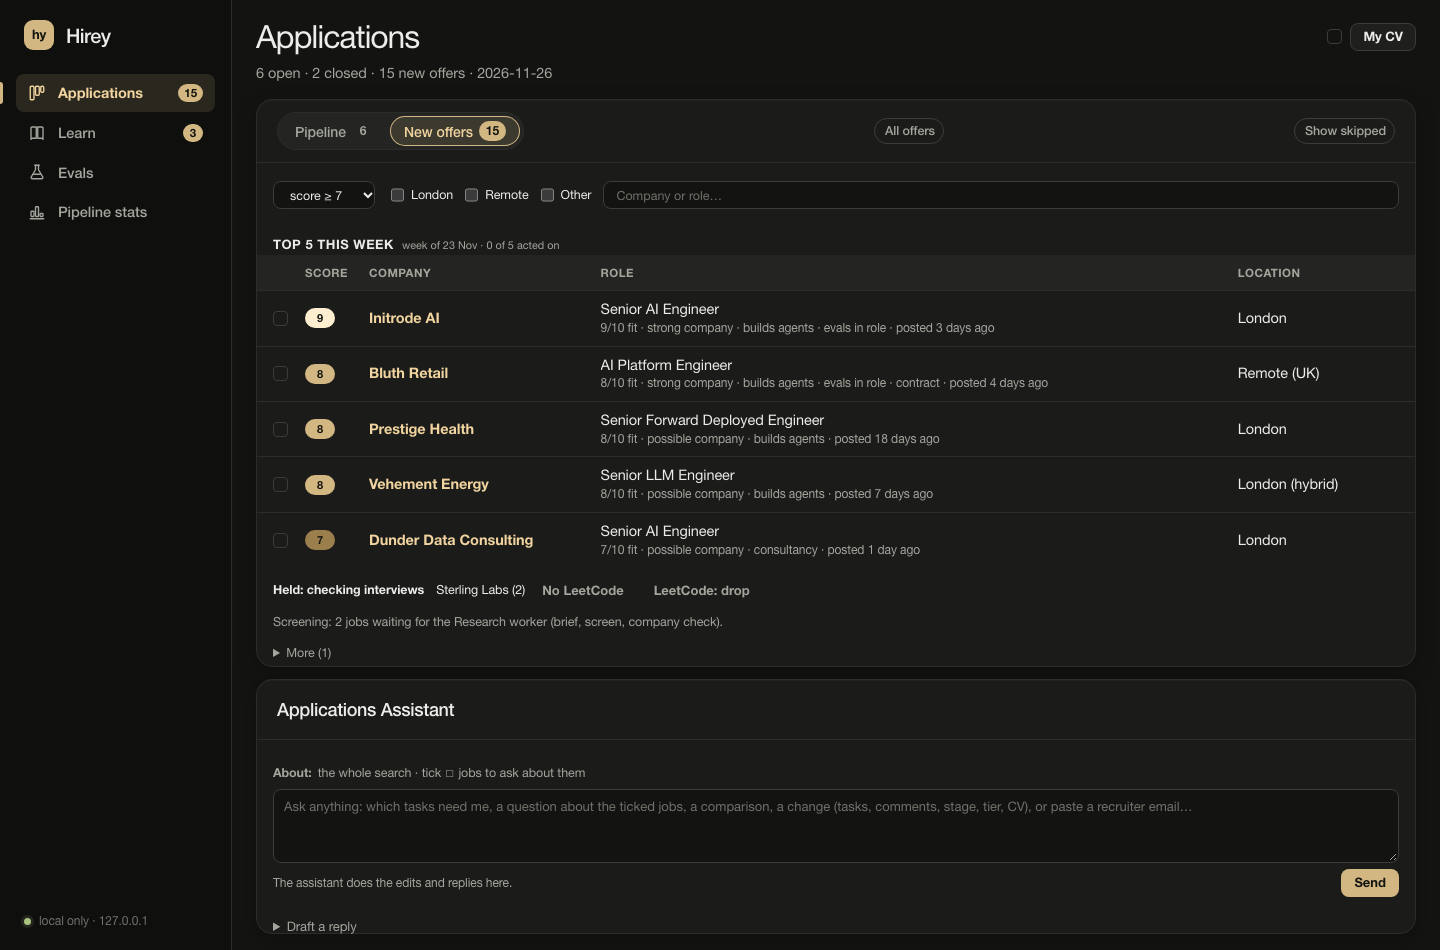 hy Hirey
Applications 15
Learn 3
Evals
Pipeline stats
local only · 127.0.0.1
Applications
My CV
6 open · 2 closed · 15 new offers · 2026-11-26
Pipeline 6 New offers 15 All offers Show skipped
score ≥ 7 London Remote Other Company or role...
TOP 5 THIS WEEK week of 23 Nov · 0 of 5 acted on
SCORE COMPANY ROLE LOCATION
9 Initrode AI Senior AI Engineer London
9/10 fit · strong company · builds agents · evals in role · posted 3 days ago
8 Bluth Retail AI Platform Engineer Remote (UK)
8/10 fit · strong company · builds agents · evals in role · contract · posted 4 days ago
8 Prestige Health Senior Forward Deployed Engineer London
8/10 fit · possible company · builds agents · posted 18 days ago
8 Vehement Energy Senior LLM Engineer London (hybrid)
8/10 fit · possible company · builds agents · posted 7 days ago
7 Dunder Data Consulting Senior AI Engineer London
7/10 fit · possible company · consultancy · posted 1 day ago
Held: checking interviews Sterling Labs (2) No LeetCode LeetCode: drop
Screening: 2 jobs waiting for the Research worker (brief, screen, company check).
▶ More (1)
Applications Assistant
About: the whole search · tick □ jobs to ask about them
Ask anything: which tasks need me, a question about the ticked jobs, a comparison, a change (tasks, comments, stage, tier, CV), or paste a recruiter email...
The assistant does the edits and replies here.
Send
▶ Draft a reply